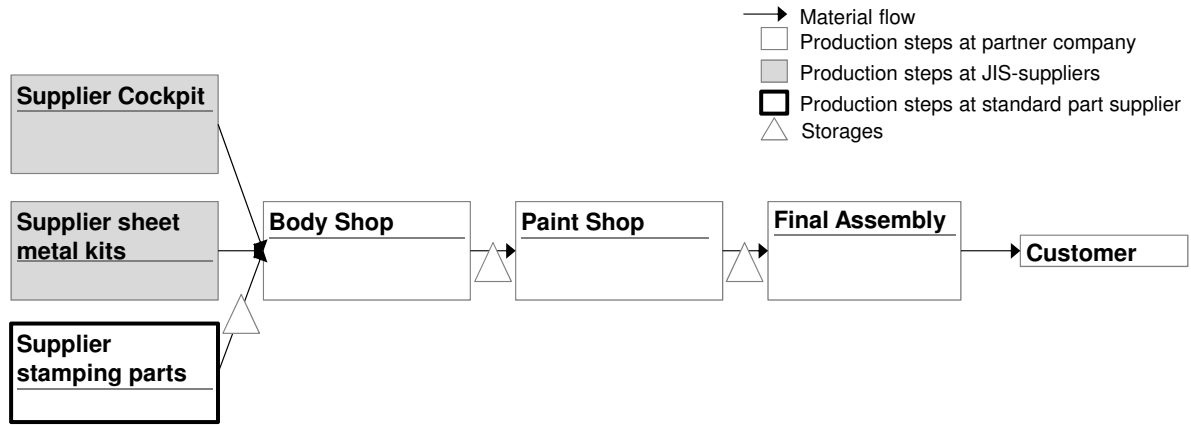 Material flow
Production steps at partner company
Production steps at JIS-suppliers
Production steps at standard part supplier
Storages
Supplier Cockpit
Supplier sheet
metal kits
Supplier
stamping parts
Body Shop
Paint Shop
Final Assembly
Customer